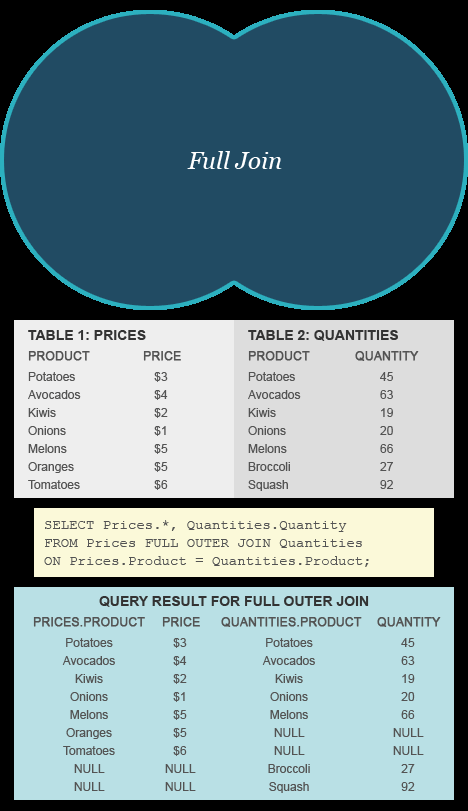 Full Join
TABLE 1: PRICES TABLE 2: QUANTITIES
PRODUCT PRICE PRODUCT QUANTITY
Potatoes $3 Potatoes 45
Avocados $4 Avocados 63
Kiwis $2 Kiwis 19
Onions $1 Onions 20
Melons $5 Melons 66
Oranges $5 Broccoli 27
Tomatoes $6 Squash 92
SELECT Prices.*, Quantities.Quantity
FROM Prices FULL OUTER JOIN Quantities
ON Prices.Product = Quantities.Product;
QUERY RESULT FOR FULL OUTER JOIN
PRICES.PRODUCT PRICE QUANTITIES.PRODUCT QUANTITY
Potatoes $3 Potatoes 45
Avocados $4 Avocados 63
Kiwis $2 Kiwis 19
Onions $1 Onions 20
Melons $5 Melons 66
Oranges $5 NULL NULL
Tomatoes $6 NULL NULL
NULL NULL Broccoli 27
NULL NULL Squash 92